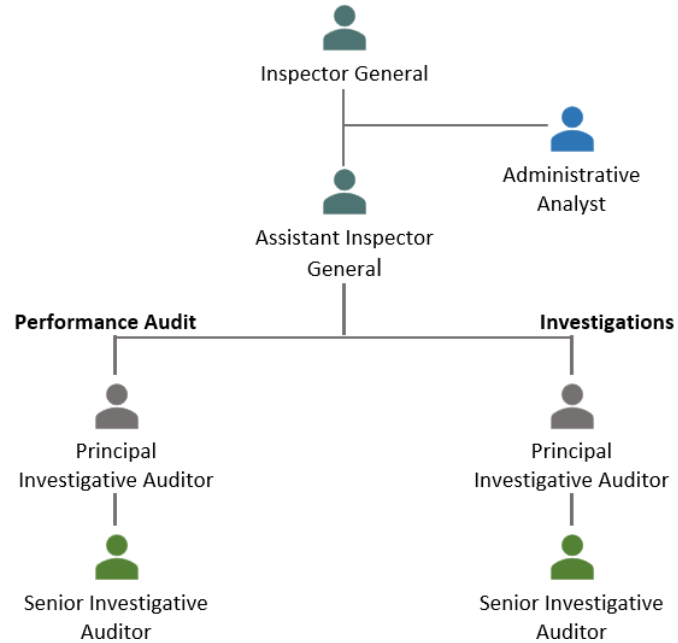 Inspector General
Administrative
Analyst
Assistant Inspector
General
Performance Audit
Investigations
Principal
Investigative Auditor
Principal
Investigative Auditor
Senior Investigative
Auditor
Senior Investigative
Auditor